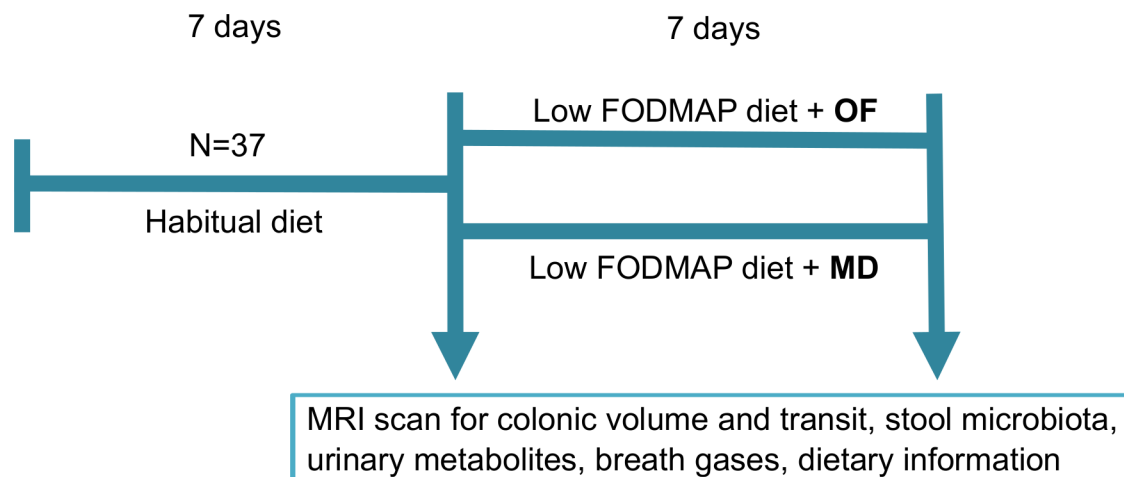 7 days
7 days
N=37
Habitual diet
Low FODMAP diet + OF
Low FODMAP diet + MD
MRI scan for colonic volume and transit, stool microbiota,
urinary metabolites, breath gases, dietary information